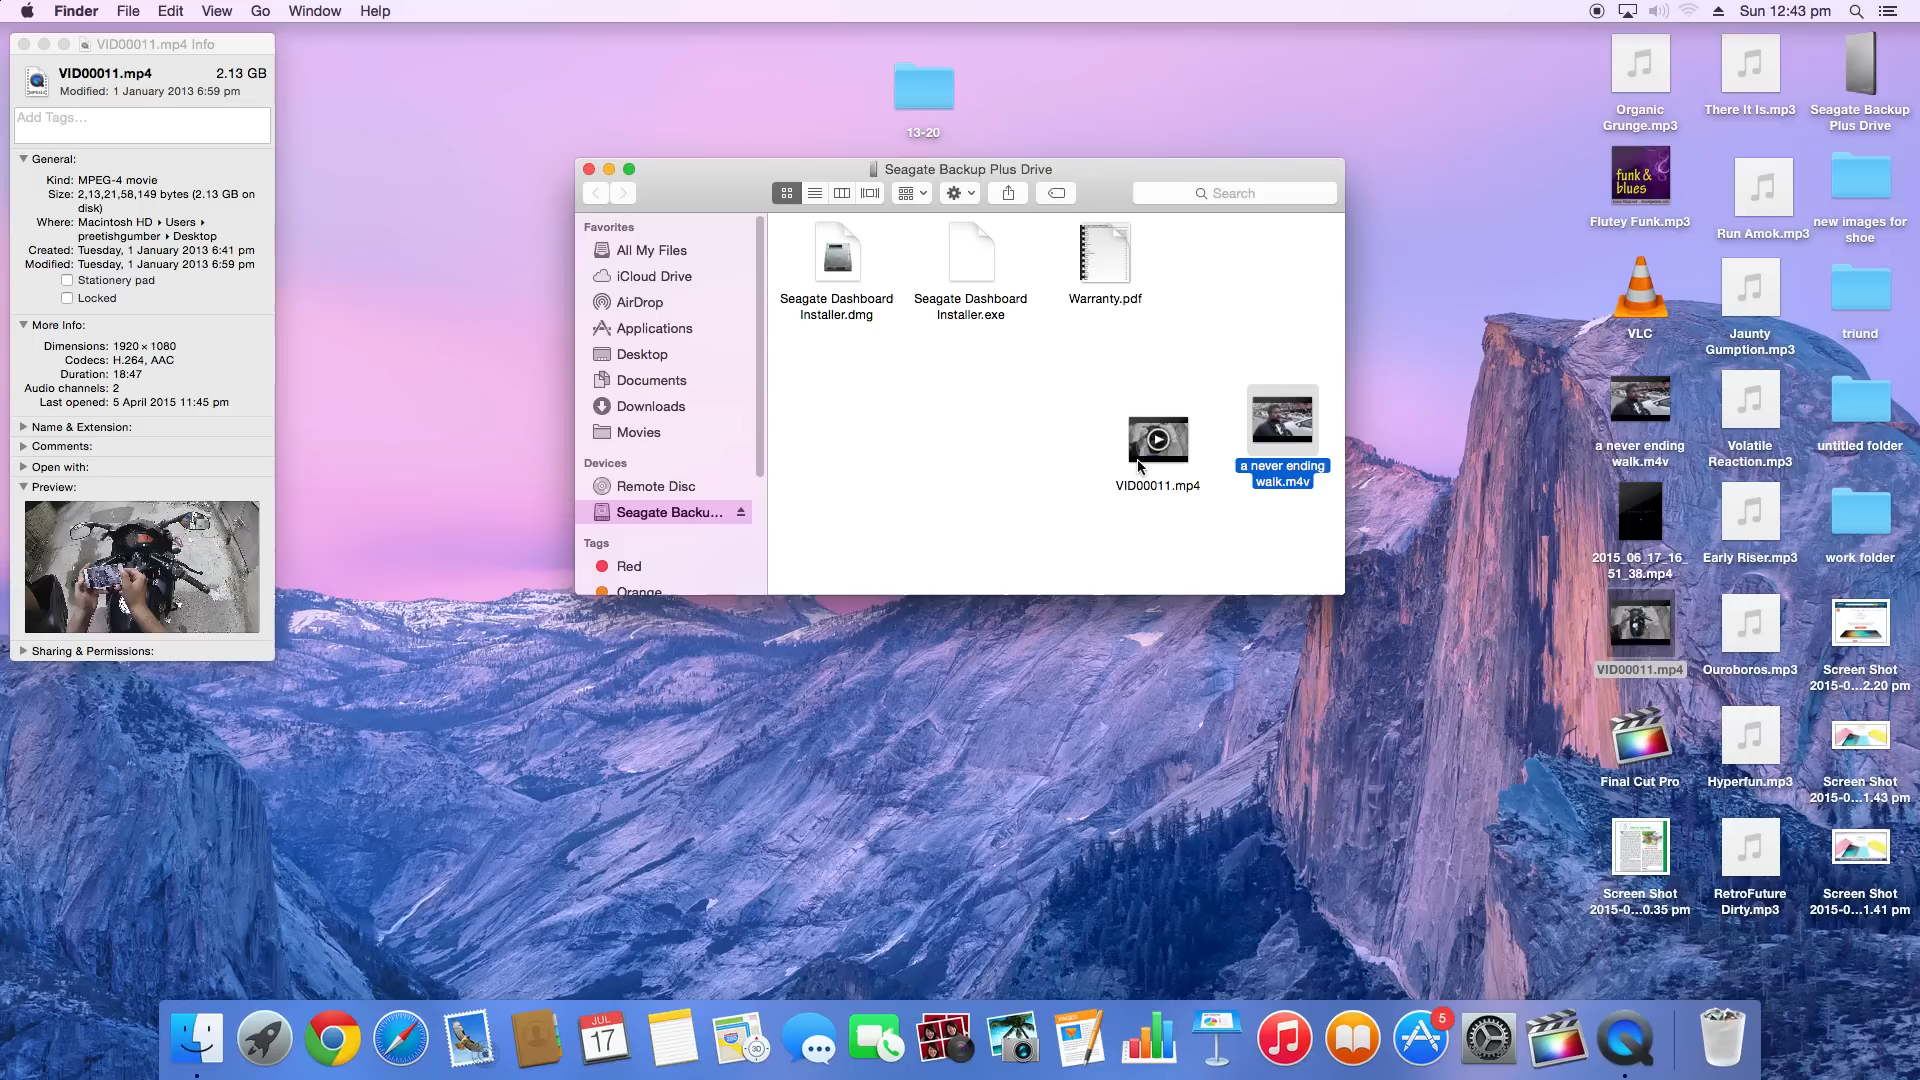 Finder File Edit View Go Window Help
Sun 12:43 pm
VID00011.mp4 Info
VID00011.mp4 2.13 GB
Modified: 1 January 2013 6:59 pm
Add Tags...
General:
Kind: MPEG-4 movie
Size: 2,13,21,58,149 bytes (2.13 GB on
disk)
Where: Macintosh HD ▸ Users ▸
preetishgumber ▸ Desktop
Created: Tuesday, 1 January 2013 6:41 pm
Modified: Tuesday, 1 January 2013 6:59 pm
Stationery pad
Locked
More Info:
Dimensions: 1920 × 1080
Codecs: H.264, AAC
Duration: 18:47
Audio channels: 2
Last opened: 5 April 2015 11:45 pm
Name & Extension:
Comments:
Open with:
Preview:
Sharing & Permissions:
13-20
Seagate Backup Plus Drive
Search
Favorites
All My Files
iCloud Drive
AirDrop
Applications
Desktop
Documents
Downloads
Movies
Devices
Remote Disc
Seagate Backu...
Tags
Red
Orange
Seagate Dashboard
Installer.dmg
Seagate Dashboard
Installer.exe
Warranty.pdf
VID00011.mp4
a never ending
walk.m4v
Organic
Grunge.mp3
There It Is.mp3
Seagate Backup
Plus Drive
funk &
blues
Flutey Funk.mp3
Run Amok.mp3
new images for
shoe
VLC
Jaunty
Gumption.mp3
triund
a never ending
walk.m4v
Volatile
Reaction.mp3
untitled folder
2015_06_17_16_
51_38.mp4
Early Riser.mp3
work folder
VID00011.mp4
Ouroboros.mp3
Screen Shot
2015-0...2.20 pm
Final Cut Pro
Hyperfun.mp3
Screen Shot
2015-0...1.43 pm
Screen Shot
2015-0...0.35 pm
RetroFuture
Dirty.mp3
Screen Shot
2015-0...1.41 pm
JUL
17
3D
PAGES
5